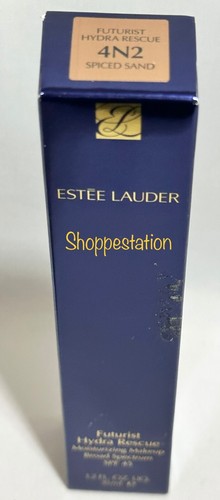 FUTURIST
HYDRA RESCUE
4N2
SPICED SAND
ESTĒE LAUDER
Shoppestation
Futurist
Hydra Rescue
Moisturizing Makeup
Broad Spectrum
SPF 45